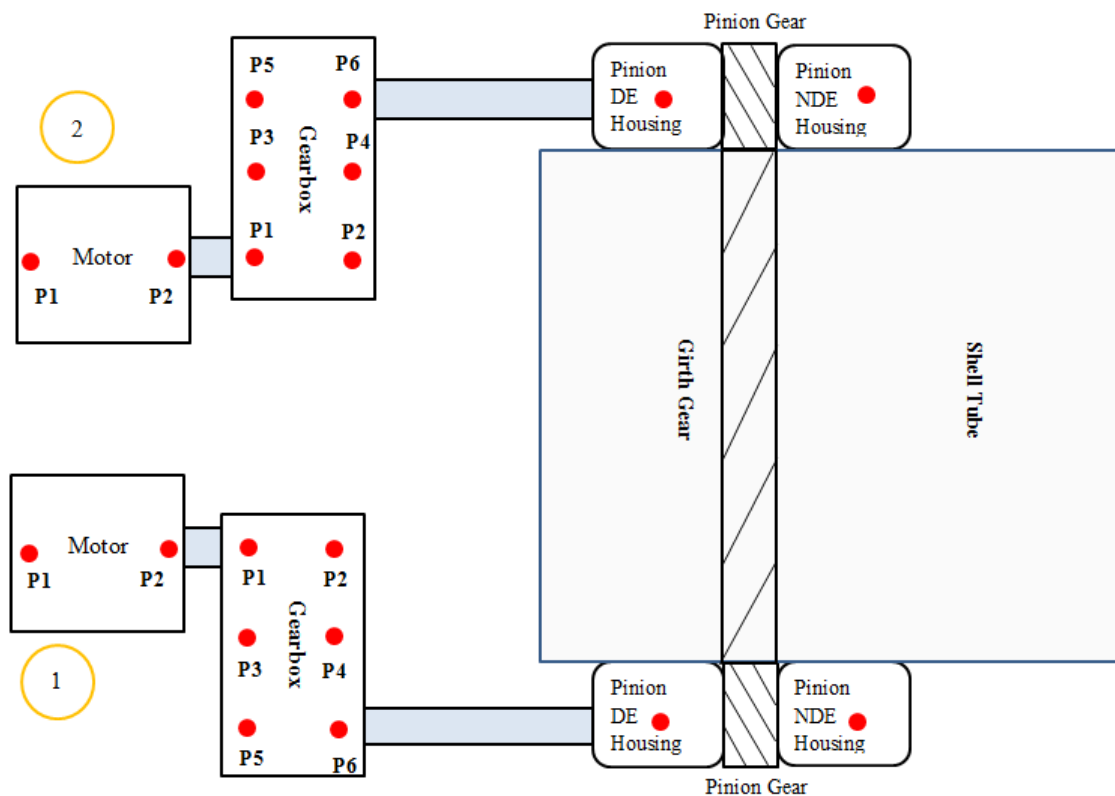 Pinion Gear
Pinion
DE
Housing
Pinion
NDE
Housing
2
P5
P6
P3
P4
Gearbox
P1
P2
Motor
P1
P2
Girth Gear
Shell Tube
Motor
P1
P2
P1
P2
Gearbox
P3
P4
P5
P6
1
Pinion
DE
Housing
Pinion
NDE
Housing
Pinion Gear